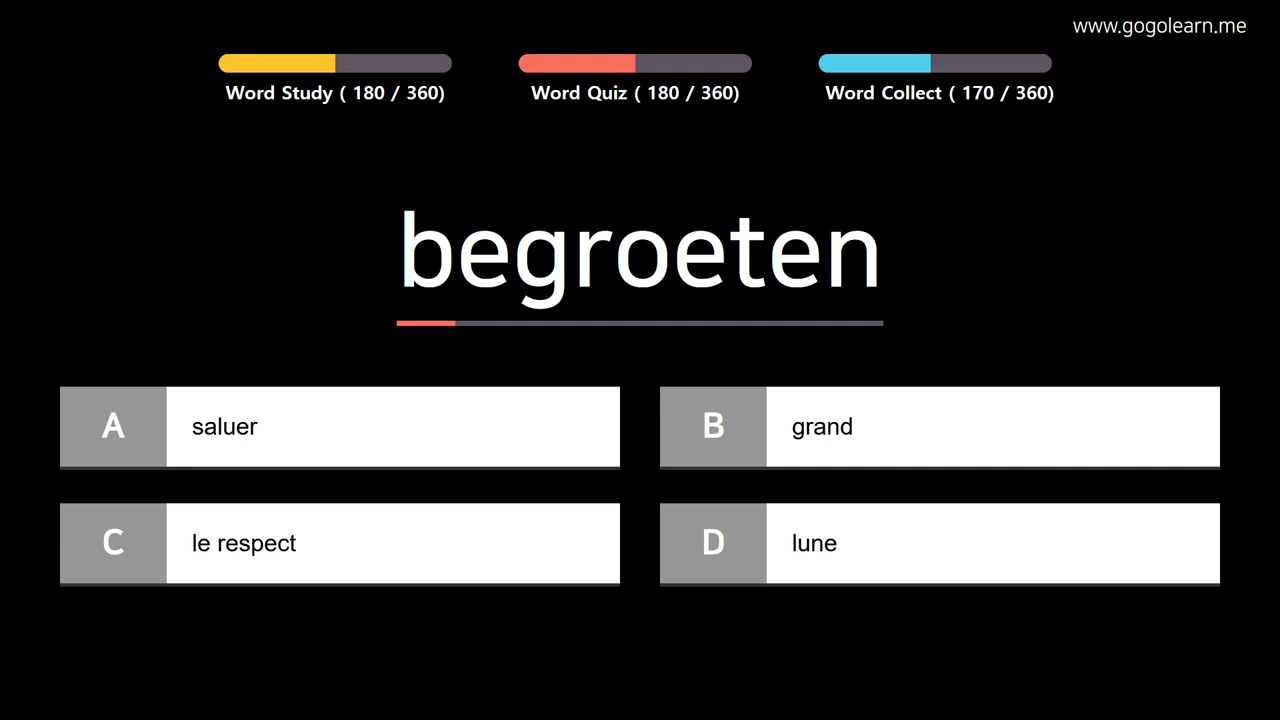 www.gogolearn.me
Word Study ( 180 / 360)
Word Quiz ( 180 / 360)
Word Collect ( 170 / 360)
begroeten
A
saluer
B
grand
C
le respect
D
lune